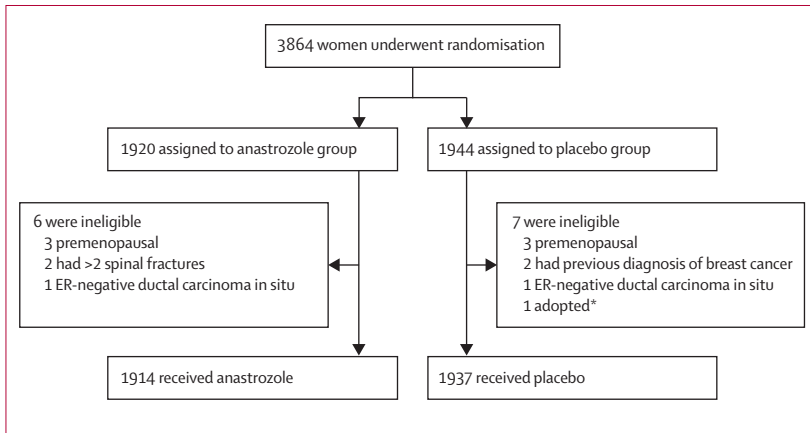 3864 women underwent randomisation
1920 assigned to anastrozole group
1944 assigned to placebo group
6 were ineligible
3 premenopausal
2 had >2 spinal fractures
1 ER-negative ductal carcinoma in situ
7 were ineligible
3 premenopausal
2 had previous diagnosis of breast cancer
1 ER-negative ductal carcinoma in situ
1 adopted*
1914 received anastrozole
1937 received placebo